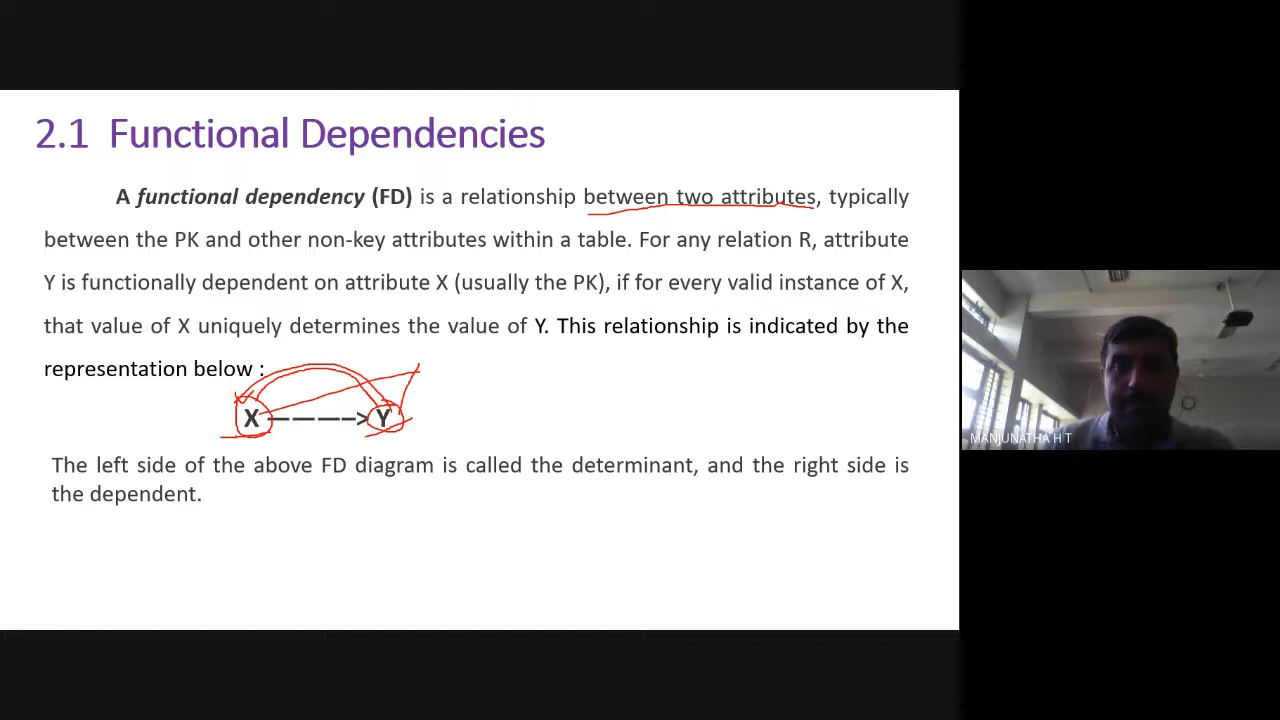 2.1 Functional Dependencies
A functional dependency (FD) is a relationship between two attributes, typically
between the PK and other non-key attributes within a table. For any relation R, attribute
Y is functionally dependent on attribute X (usually the PK), if for every valid instance of X,
that value of X uniquely determines the value of Y. This relationship is indicated by the
representation below :
X ————–> Y
The left side of the above FD diagram is called the determinant, and the right side is
the dependent.
MANJUNATHA H T